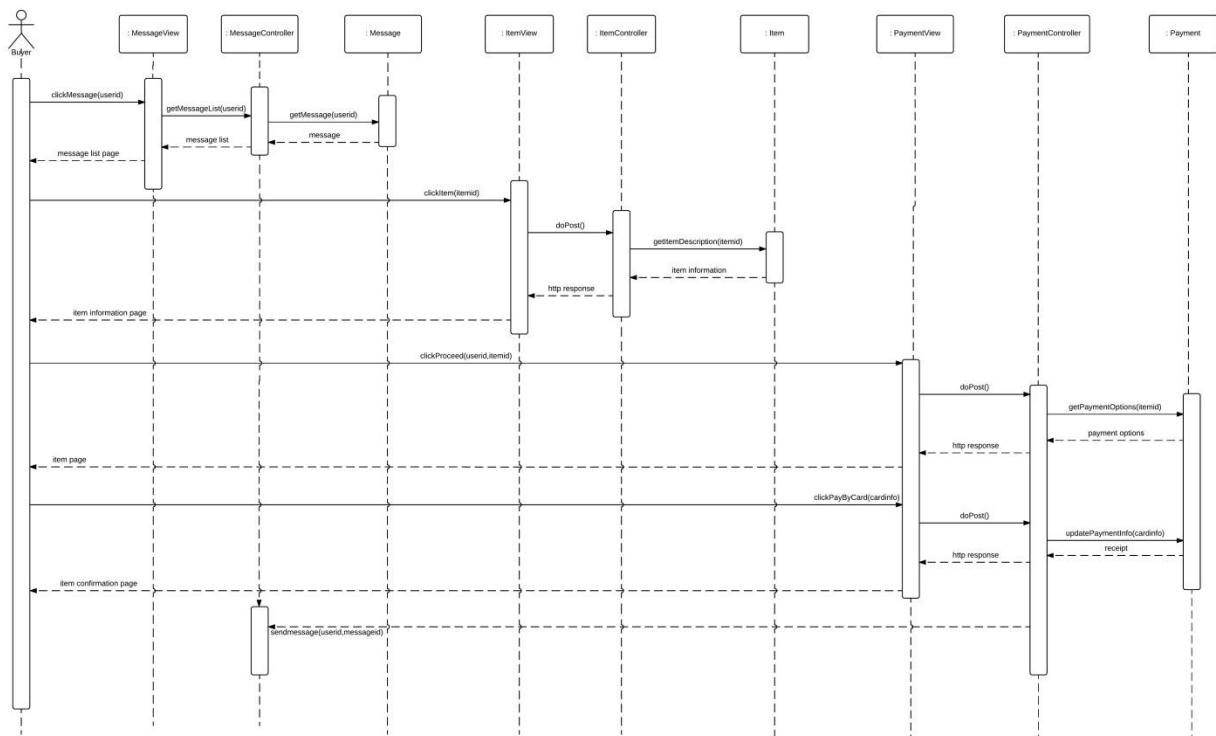 Buyer
: MessageView
: MessageController
: Message
: ItemView
: ItemController
: Item
: PaymentView
: PaymentController
: Payment
clickMessage(userid)
getMessageList(userid)
getMessage(userid)
message
message list
message list page
clickItem(itemid)
doPost()
getItemDescription(itemid)
item information
http response
item information page
clickProceed(userid,itemid)
doPost()
getPaymentOptions(itemid)
payment options
http response
item page
clickPayByCard(cardinfo)
doPost()
updatePaymentInfo(cardinfo)
receipt
http response
item confirmation page
sendmessage(userid,messageid)